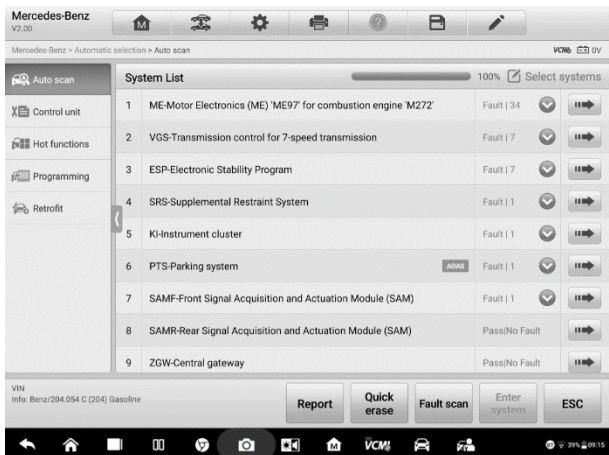 Mercedes-Benz
V2.00
Mercedes-Benz > Automatic selection > Auto scan
VCMI 0V
Auto scan
Control unit
Hot functions
Programming
Retrofit
System List
100% Select systems
1 ME-Motor Electronics (ME) 'ME97' for combustion engine 'M272' Fault | 34
2 VGS-Transmission control for 7-speed transmission Fault | 7
3 ESP-Electronic Stability Program Fault | 7
4 SRS-Supplemental Restraint System Fault | 1
5 KI-Instrument cluster Fault | 1
6 PTS-Parking system ADAS Fault | 1
7 SAMF-Front Signal Acquisition and Actuation Module (SAM) Fault | 1
8 SAMR-Rear Signal Acquisition and Actuation Module (SAM) Pass|No Fault
9 ZGW-Central gateway Pass|No Fault
VIN
Info: Benz/204.054 C (204) Gasoline
Report
Quick erase
Fault scan
Enter system
ESC
VCMI
39% 09:15